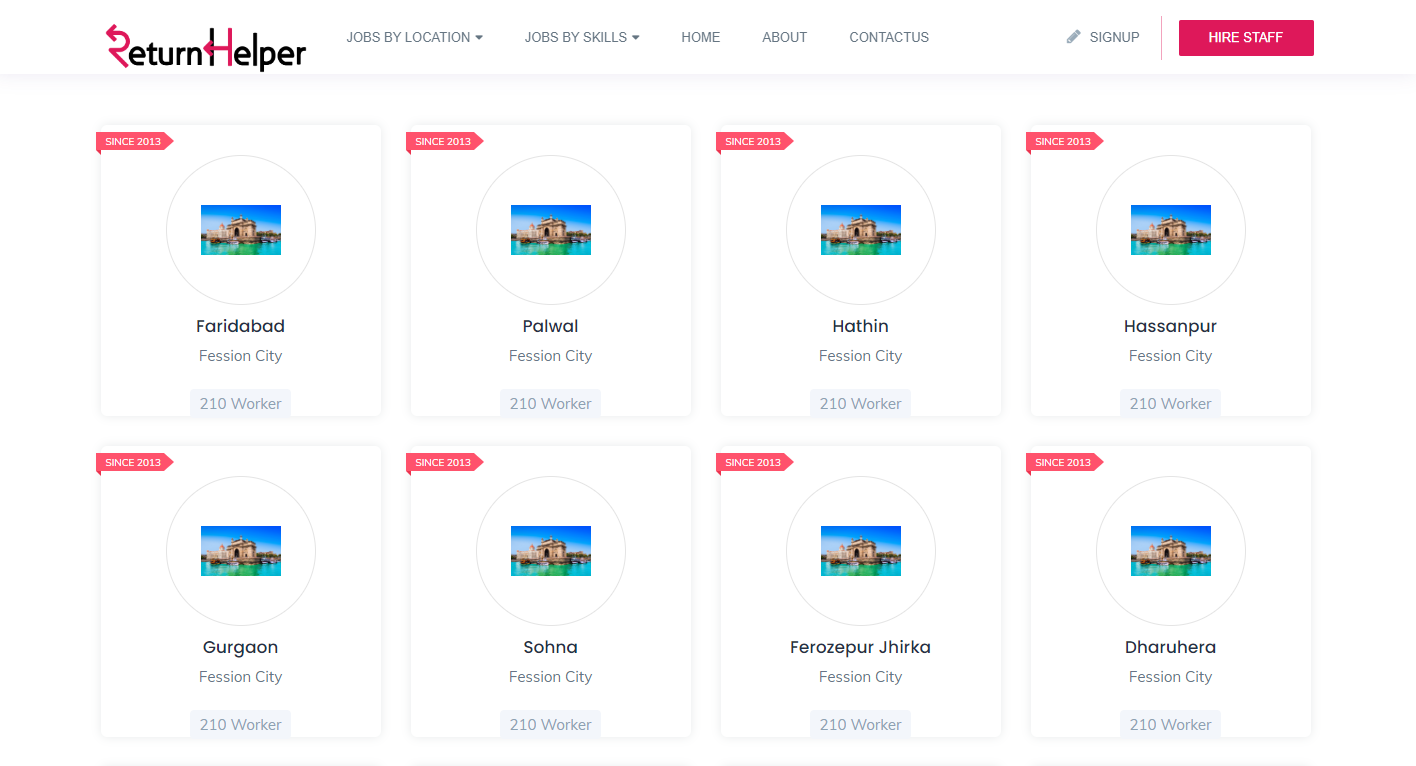 ReturnHelper
JOBS BY LOCATION
JOBS BY SKILLS
HOME
ABOUT
CONTACTUS
SIGNUP
HIRE STAFF
SINCE 2013
Faridabad
Fession City
210 Worker
SINCE 2013
Palwal
Fession City
210 Worker
SINCE 2013
Hathin
Fession City
210 Worker
SINCE 2013
Hassanpur
Fession City
210 Worker
SINCE 2013
Gurgaon
Fession City
210 Worker
SINCE 2013
Sohna
Fession City
210 Worker
SINCE 2013
Ferozepur Jhirka
Fession City
210 Worker
SINCE 2013
Dharuhera
Fession City
210 Worker